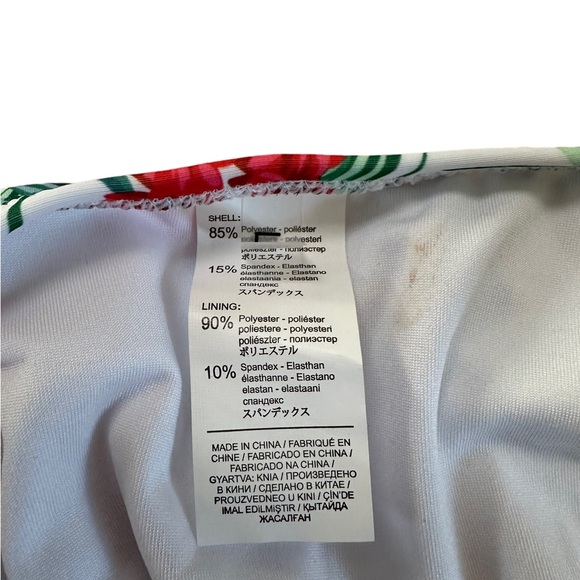 SHELL:
85% Polyester - poliéster
- polyesteri
poliészter - полиэстер
ポリエステル
15% Spandex - Elasthan
élasthanne - Elastano
elastan - elastaani
спандекс
スパンデックス
LINING:
90% Polyester - poliéster
poliestere - polyesteri
poliészter - полиэстер
ポリエステル
10% Spandex - Elasthan
élasthanne - Elastano
elastan - elastaani
спандекс
スパンデックス
MADE IN CHINA / FABRIQUÉ EN
CHINE / FABRICADO EN CHINA /
FABRICADO NA CHINA /
GYARTVA: KNIA / ПРОИЗВЕДЕНО
В КИНИ / СДЕЛАНО В КИТАЕ /
PROUZVEDNEO U KINI / ÇİN'DE
IMAL EDİLMİŞTİR / ҚЫТАЙДА
ЖАСАЛҒАН